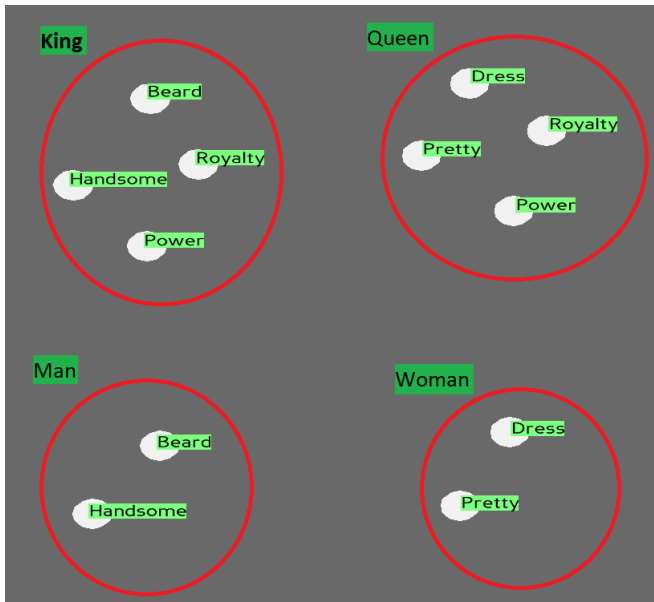 King
Beard
Royalty
Handsome
Power
Queen
Dress
Royalty
Pretty
Power
Man
Beard
Handsome
Woman
Dress
Pretty